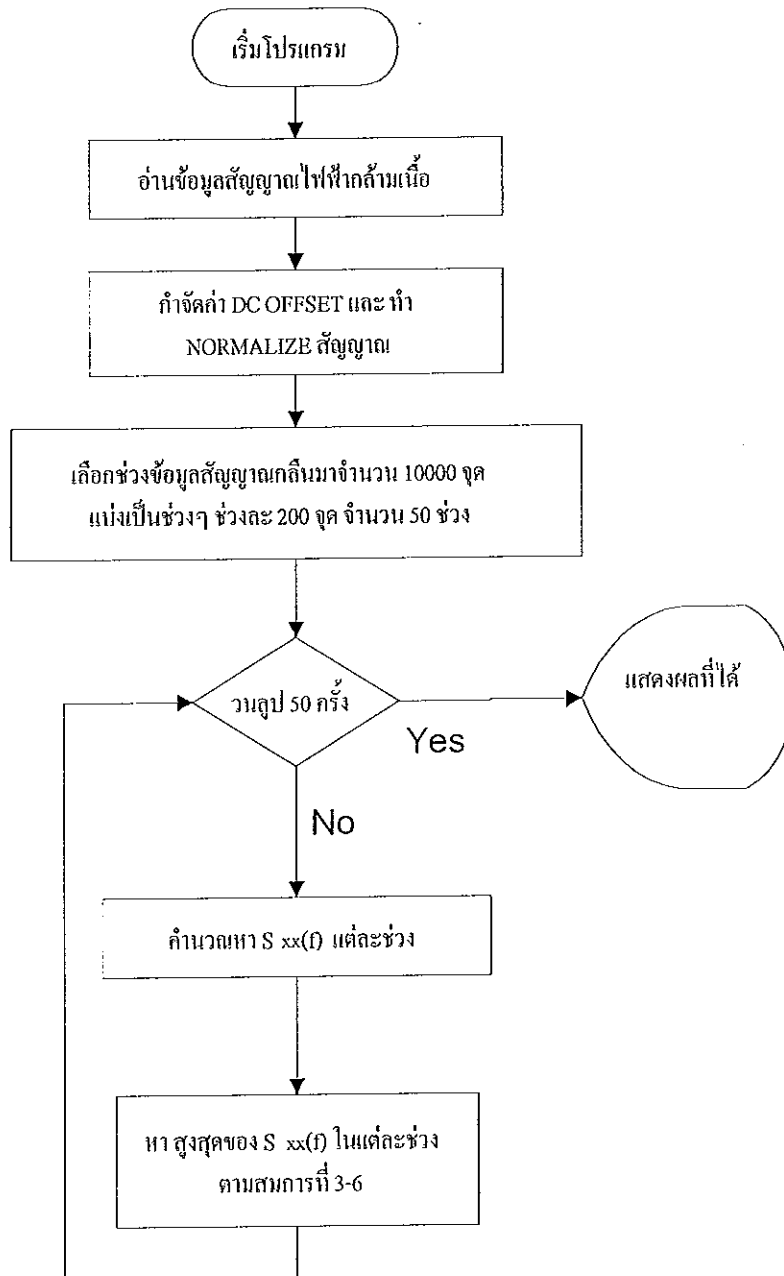 เริ่มโปรแกรม
อ่านข้อมูลสัญญาณไฟฟ้ากล้ามเนื้อ
กำจัดค่า DC OFFSET และ ทำ
NORMALIZE สัญญาณ
เลือกช่วงข้อมูลสัญญาณกลืนมาจำนวน 10000 จุด
แบ่งเป็นช่วงๆ ช่วงละ 200 จุด จำนวน 50 ช่วง
วนลูป 50 ครั้ง
Yes
แสดงผลที่ได้
No
คำนวณหา S xx(f) แต่ละช่วง
หา สูงสุดของ S xx(f) ในแต่ละช่วง
ตามสมการที่ 3-6